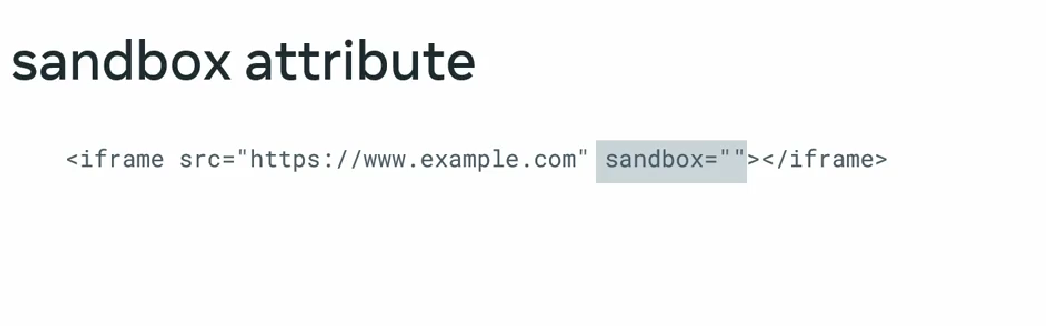 sandbox attribute
<iframe src="https://www.example.com" sandbox=""></iframe>